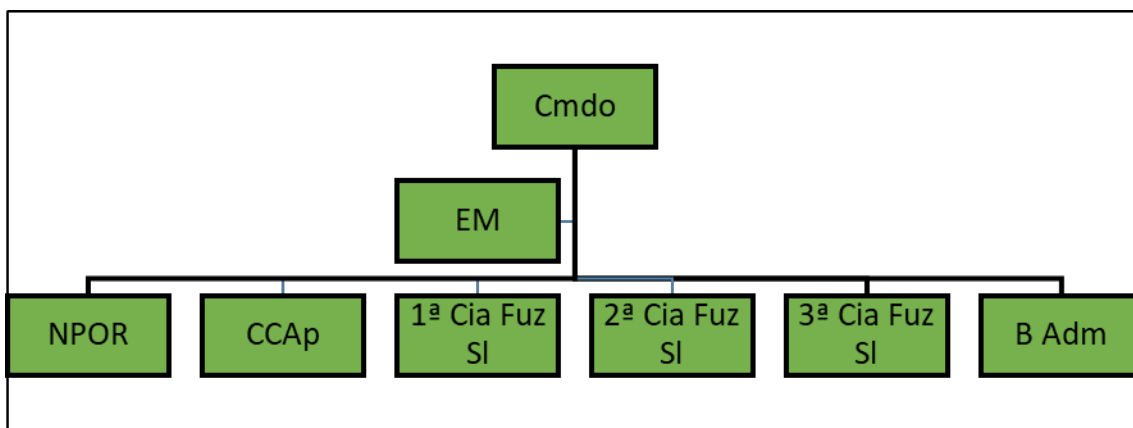 Cmdo
EM
NPOR
CCAp
1ª Cia Fuz
Sl
2ª Cia Fuz
Sl
3ª Cia Fuz
Sl
B Adm